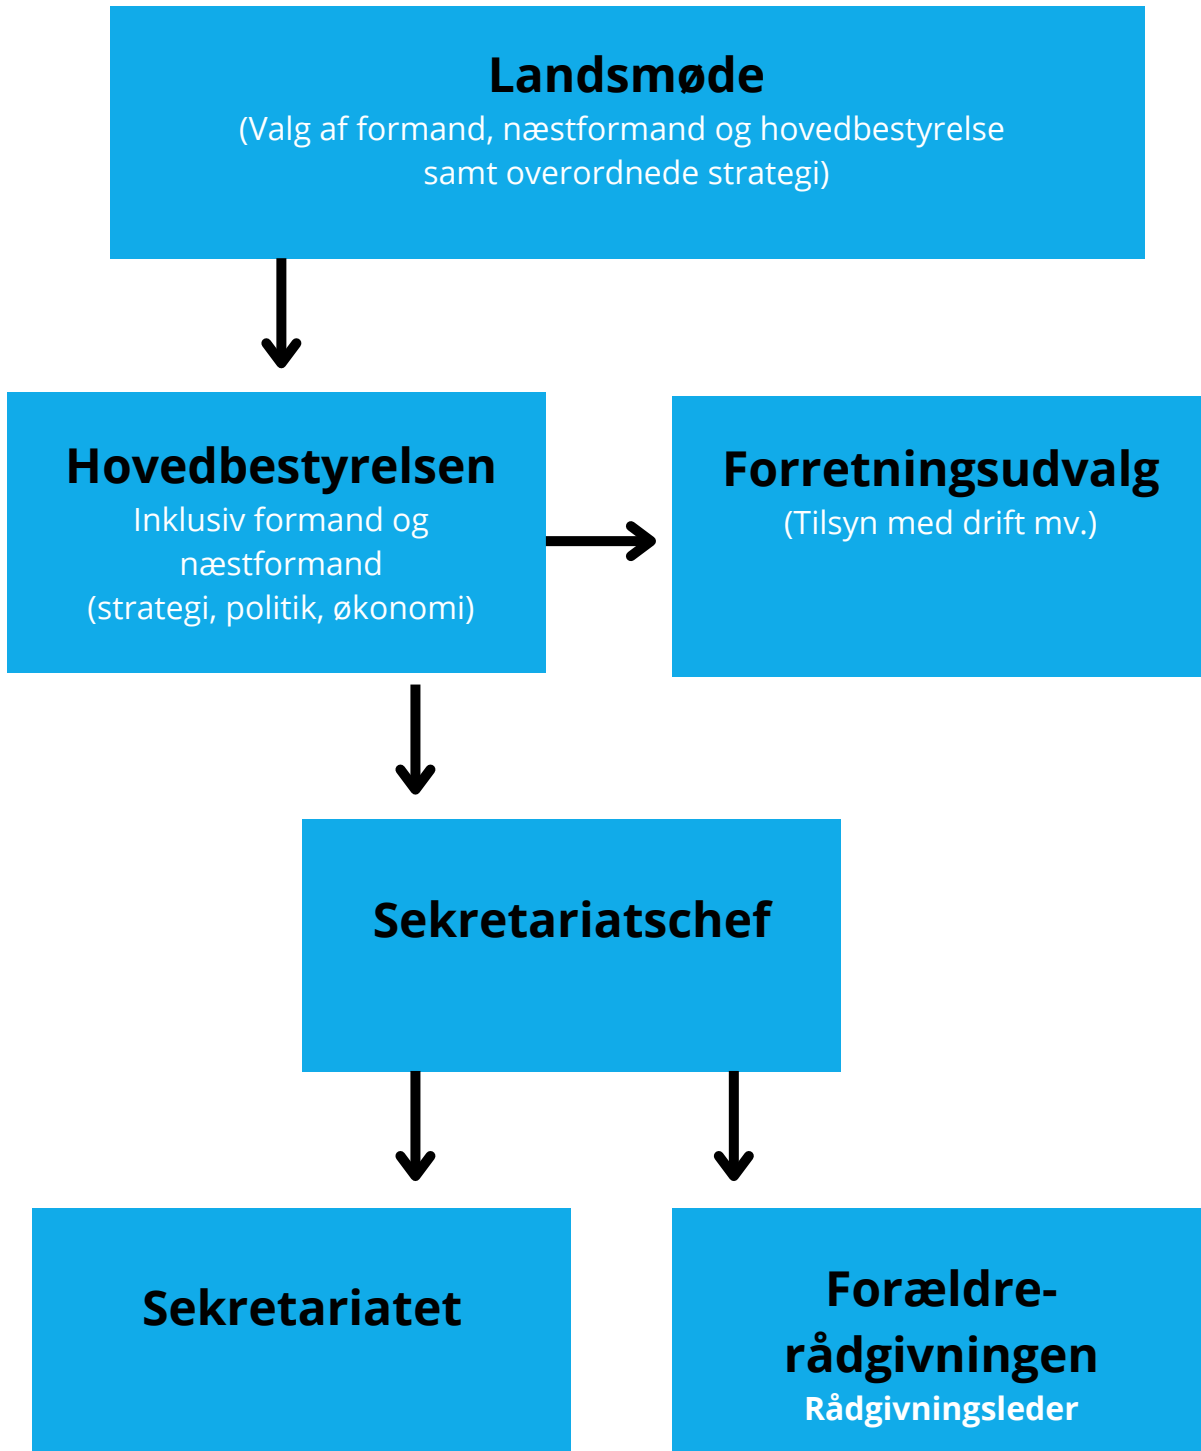 Landsmøde
(Valg af formand, næstformand og hovedbestyrelse
samt overordnede strategi)
Hovedbestyrelsen
Inklusiv formand og
næstformand
(strategi, politik, økonomi)
Forretningsudvalg
(Tilsyn med drift mv.)
Sekretariatschef
Sekretariatet
Forældre-
rådgivningen
Rådgivningsleder